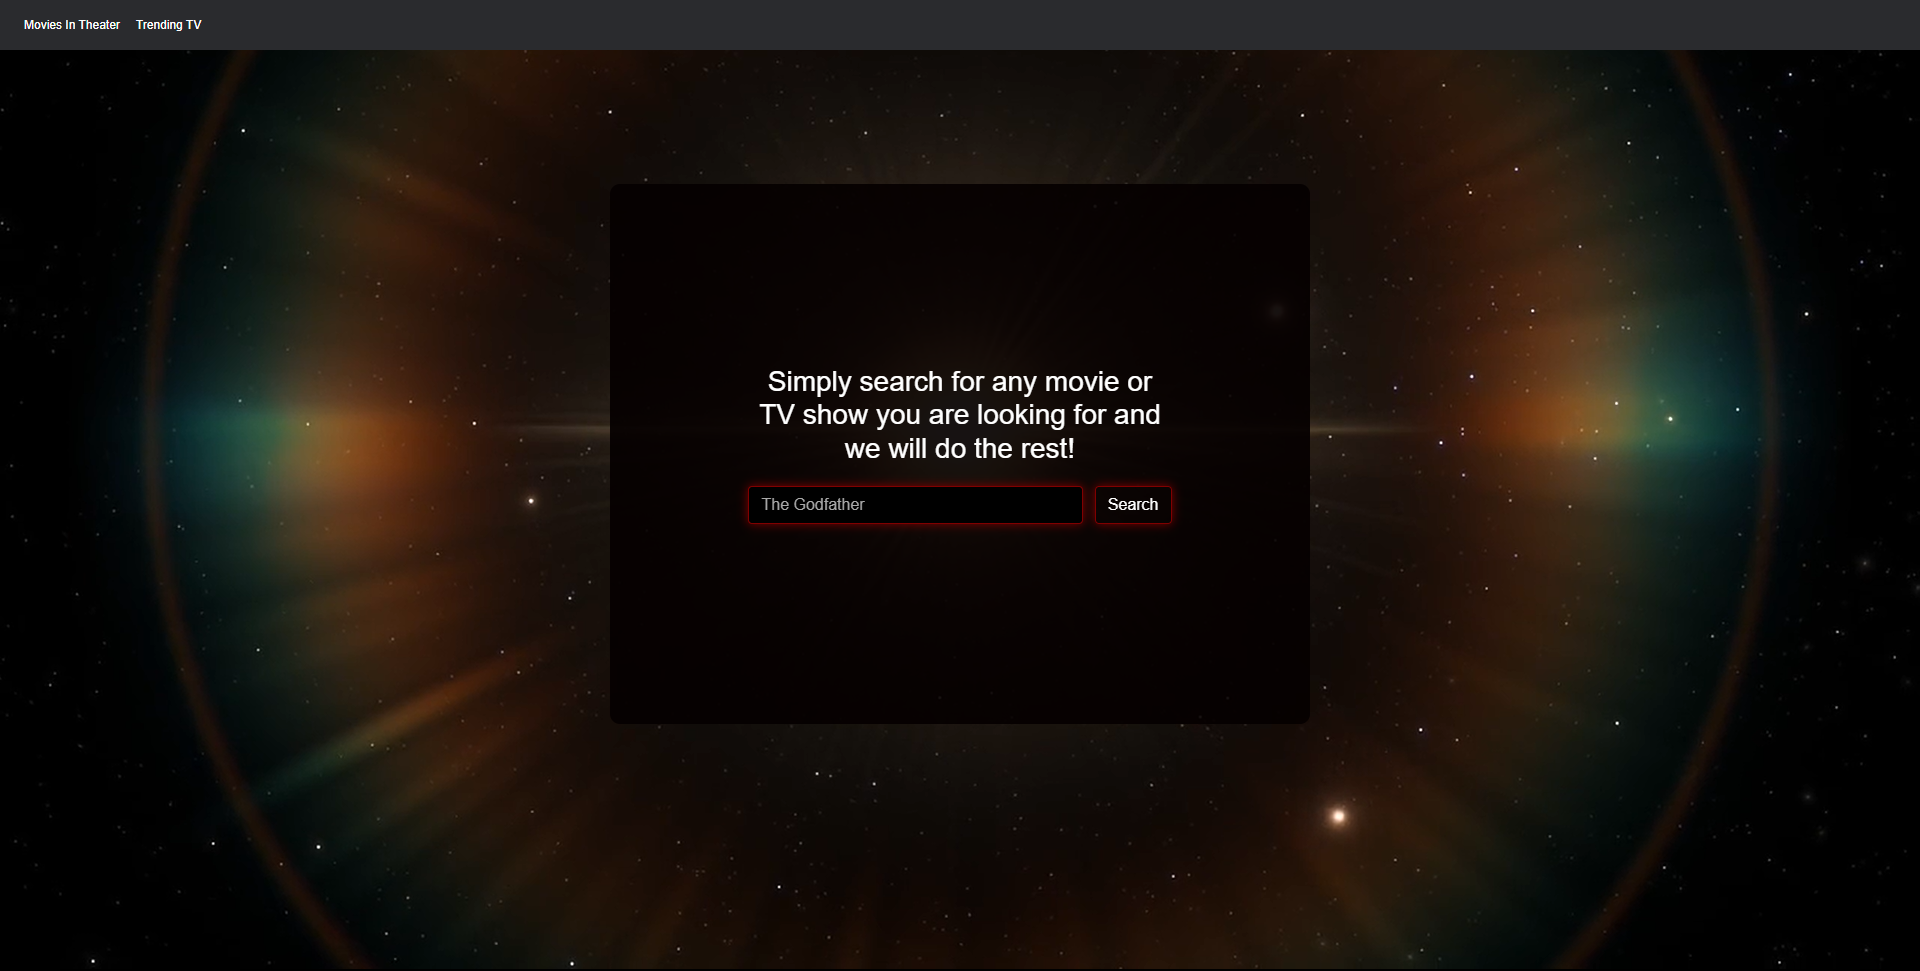 Movies In Theater Trending TV
Simply search for any movie or
TV show you are looking for and
we will do the rest!
The Godfather Search